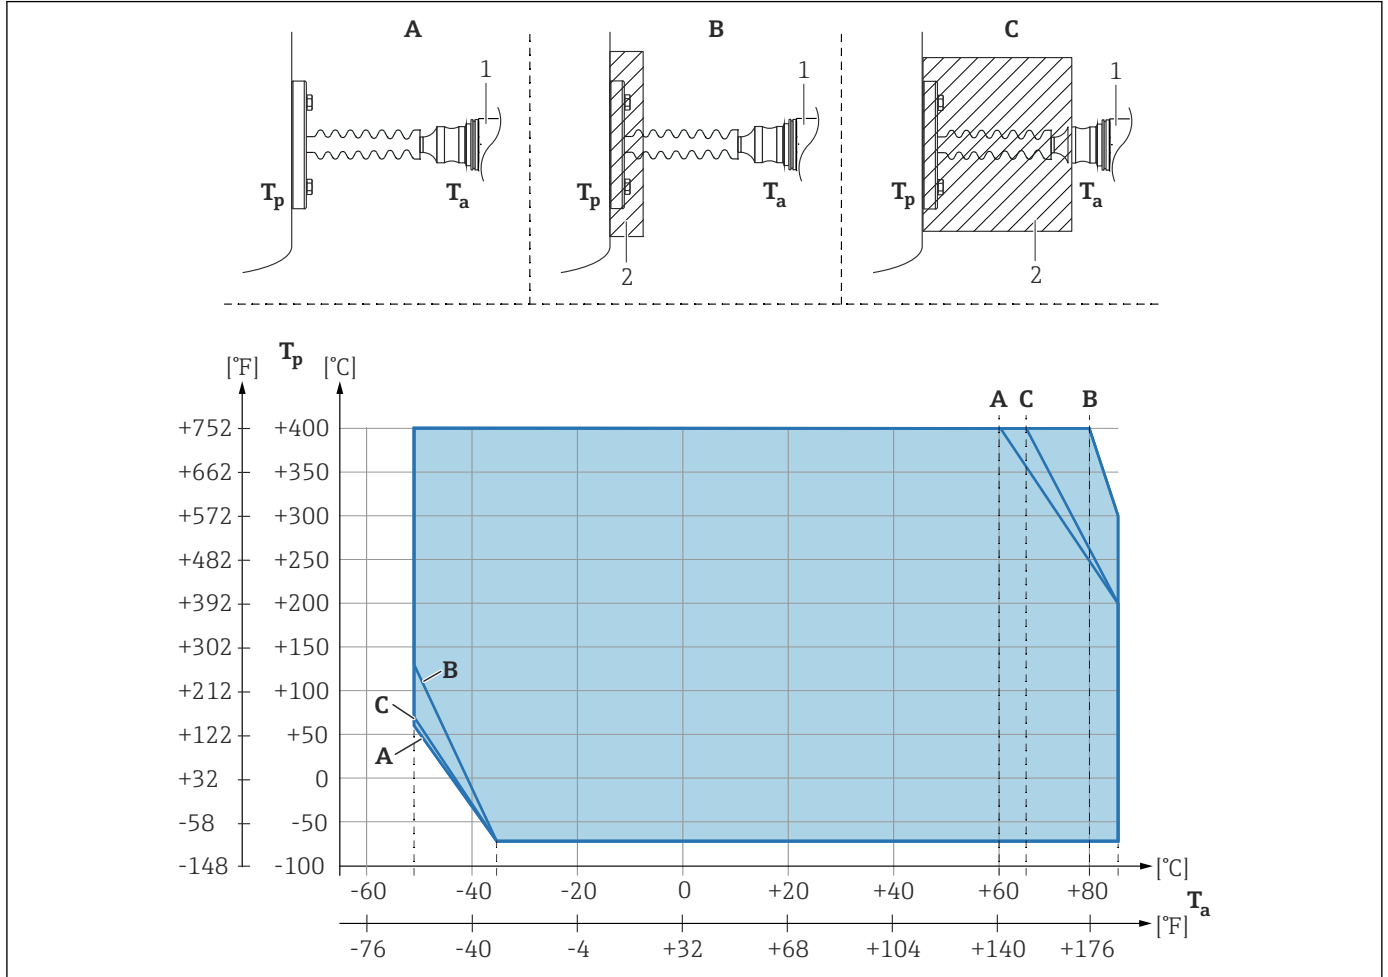 A B C
1 1 1
Tp Ta Tp Ta Tp Ta
2 2
[°F] Tp [°C]
A C B
+752 +400
+662 +350
+572 +300
+482 +250
+392 +200
+302 +150
B
+212 +100
C
+122 +50
A
+32 0
-58 -50
-148 -100
[°C]
-60 -40 -20 0 +20 +40 +60 +80
Ta
[°F]
-76 -40 -4 +32 +68 +104 +140 +176